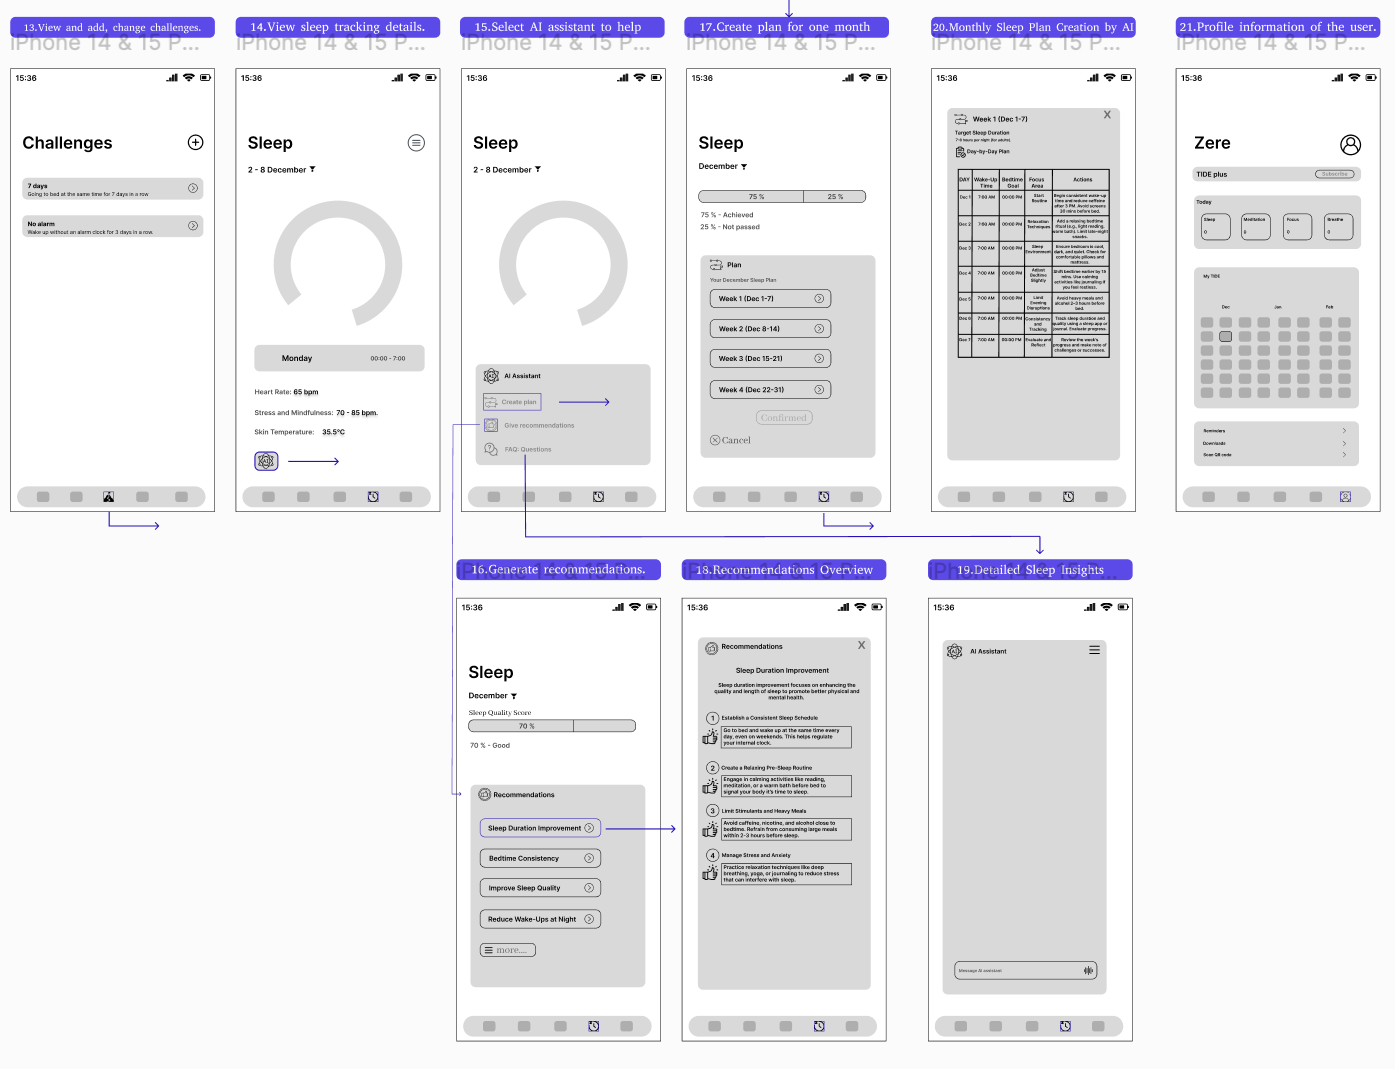 13.View and add, change challenges.
iPhone 14 & 15 P...
15:36
Challenges
7 days
Going to bed at the same time for 7 days in a row
No alarm
Wake up without an alarm clock for 3 days in a row.
14.View sleep tracking details.
iPhone 14 & 15 P...
15:36
Sleep
2 - 8 December
Monday
00:00 - 7:00
Heart Rate: 65 bpm
Stress and Mindfulness: 70 - 85 bpm.
Skin Temperature: 35.5°C
AI
15.Select AI assistant to help
iPhone 14 & 15 P...
15:36
Sleep
2 - 8 December
AI
AI Assistant
Create plan
Give recommendations
FAQ: Questions
17.Create plan for one month
iPhone 14 & 15 P...
15:36
Sleep
December
75 %
25 %
75 % - Achieved
25 % - Not passed
Plan
Your December Sleep Plan
Week 1 (Dec 1-7)
Week 2 (Dec 8-14)
Week 3 (Dec 15-21)
Week 4 (Dec 22-31)
Confirmed
Cancel
20.Monthly Sleep Plan Creation by AI
iPhone 14 & 15 P...
15:36
Week 1 (Dec 1-7)
X
Target Sleep Duration
7-9 hours per night (for adults).
Day-by-Day Plan
DAY
Wake-Up
Time
Bedtime
Goal
Focus
Area
Actions
Dec 1
7:00 AM
00:00 PM
Start
Routine
Begin consistent wake-up
time and reduce caffeine
after 3 PM. Avoid screens
30 mins before bed.
Dec 2
7:00 AM
00:00 PM
Relaxation
Techniques
Add a relaxing bedtime
ritual (e.g., light reading,
warm bath). Limit late-night
snacks.
Dec 3
7:00 AM
00:00 PM
Sleep
Environment
Ensure bedroom is cool,
dark, and quiet. Check for
comfortable pillows and
mattress.
Dec 4
7:00 AM
00:00 PM
Adjust
Bedtime
Slightly
Shift bedtime earlier by 15
mins. Use calming
activities like journaling if
you feel restless.
Dec 5
7:00 AM
00:00 PM
Limit
Evening
Disruptions
Avoid heavy meals and
alcohol 2-3 hours before
bed.
Dec 6
7:00 AM
00:00 PM
Consistency
and
Tracking
Track sleep duration and
quality using a sleep app or
journal. Evaluate progress.
Dec 7
7:00 AM
00:00 PM
Evaluate and
Reflect
Review the week's
progress and make note of
challenges or successes.
21.Profile information of the user.
iPhone 14 & 15 P...
15:36
Zere
TIDE plus
Subscribe
Today
Sleep
0
Meditation
0
Focus
0
Breathe
0
My TIDE
Dec
Jan
Feb
Reminders
Downloads
Scan QR code
16.Generate recommendations.
iPhone 14 & 15 P...
15:36
Sleep
December
Sleep Quality Score
70 %
70 % - Good
Recommendations
Sleep Duration Improvement
Bedtime Consistency
Improve Sleep Quality
Reduce Wake-Ups at Night
more....
18.Recommendations Overview
iPhone 14 & 15 P...
15:36
Recommendations
X
Sleep Duration Improvement
Sleep duration improvement focuses on enhancing the
quality and length of sleep to promote better physical and
mental health.
1
Establish a Consistent Sleep Schedule
Go to bed and wake up at the same time every
day, even on weekends. This helps regulate
your internal clock.
2
Create a Relaxing Pre-Sleep Routine
Engage in calming activities like reading,
meditation, or a warm bath before bed to
signal your body it's time to sleep.
3
Limit Stimulants and Heavy Meals
Avoid caffeine, nicotine, and alcohol close to
bedtime. Refrain from consuming large meals
within 2-3 hours before sleep.
4
Manage Stress and Anxiety
Practice relaxation techniques like deep
breathing, yoga, or journaling to reduce stress
that can interfere with sleep.
19.Detailed Sleep Insights
iPhone 14 & 15 P...
15:36
AI
AI Assistant
Message AI assistant